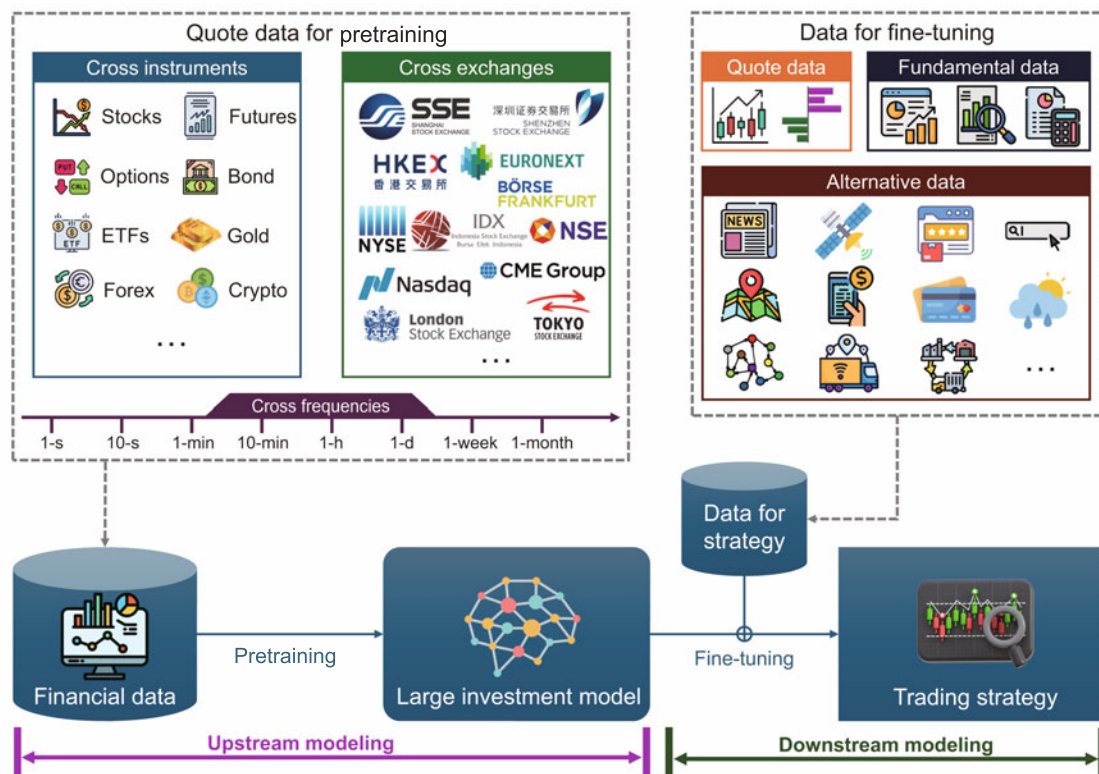 Quote data for pretraining
Cross instruments
Stocks
Futures
PUT
CALL
Options
Bond
ETF
ETFs
Gold
Forex
Crypto
...
Cross exchanges
SSE
SHANGHAI
STOCK EXCHANGE
深圳证券交易所
SHENZHEN
STOCK EXCHANGE
HKEX
香港交易所
EURONEXT
BÖRSE
FRANKFURT
NYSE
IDX
Indonesia Stock Exchange
Bursa Efek Indonesia
NSE
Nasdaq
CME Group
London
Stock Exchange
TOKYO
STOCK EXCHANGE
...
Cross frequencies
1-s 10-s 1-min 10-min 1-h 1-d 1-week 1-month
Data for fine-tuning
Quote data
Fundamental data
Alternative data
NEWS
...
Data for
strategy
Financial data
Pretraining
Large investment model
Fine-tuning
Trading strategy
Upstream modeling
Downstream modeling